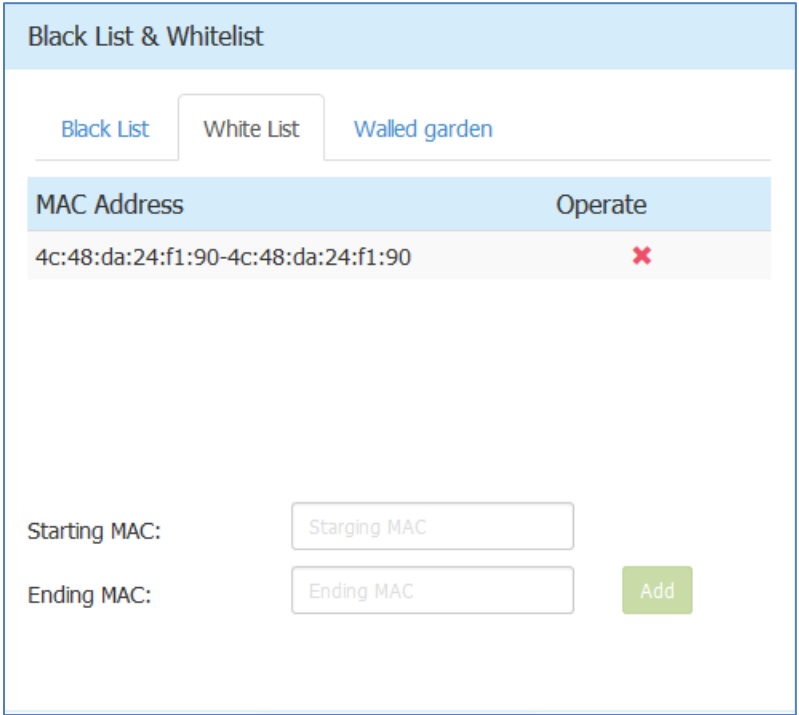 Black List & Whitelist
Black List White List Walled garden
MAC Address Operate
4c:48:da:24:f1:90-4c:48:da:24:f1:90
Starting MAC: Starging MAC
Ending MAC: Ending MAC Add